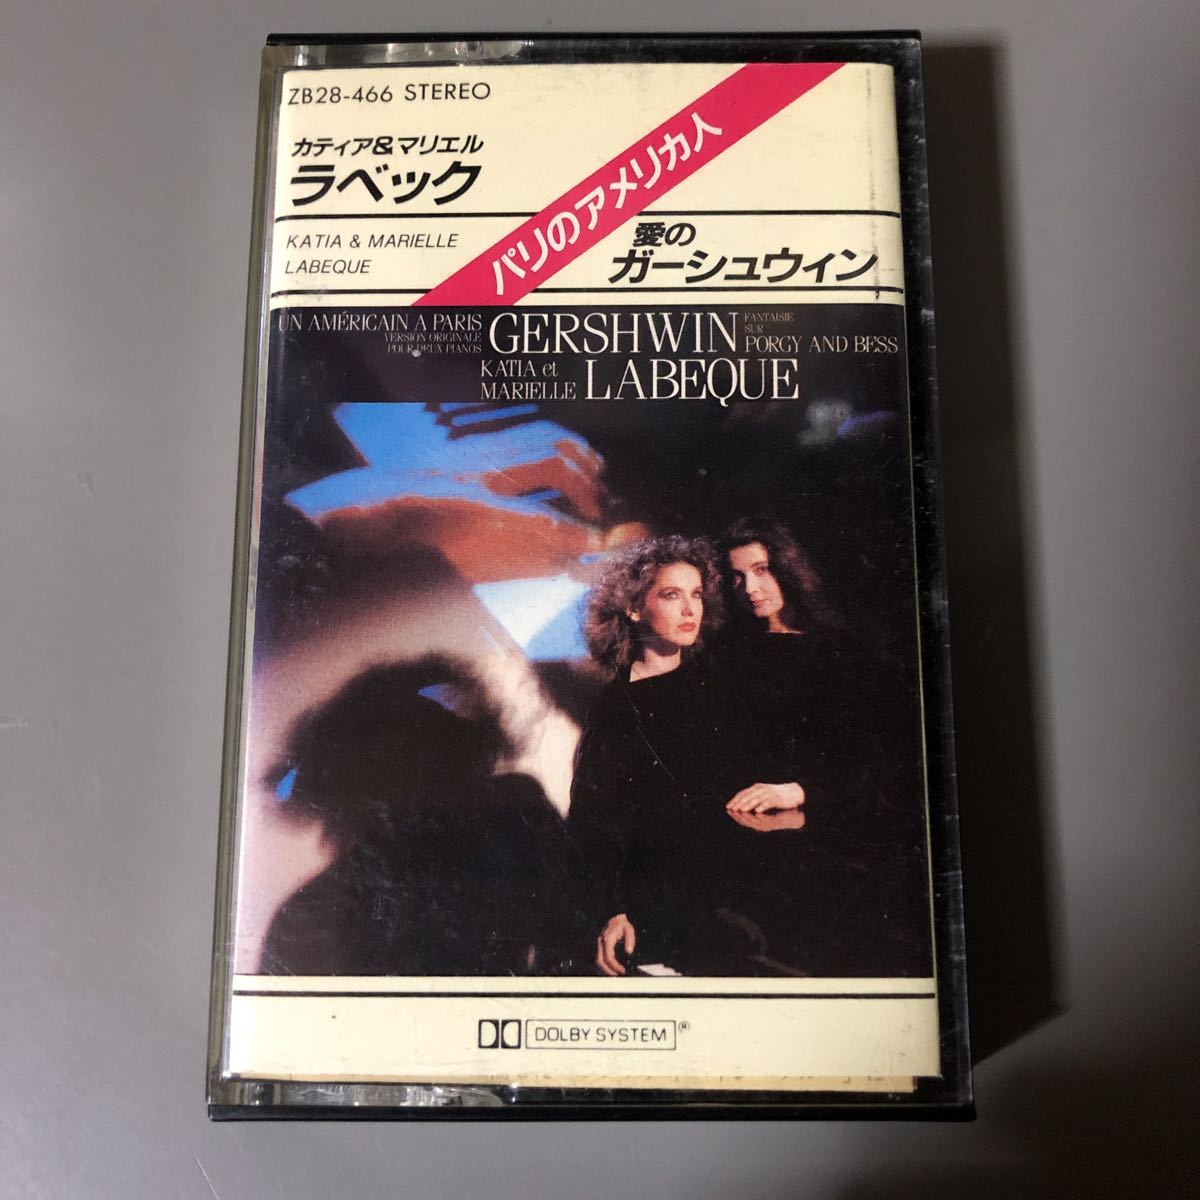 ZB28-466 STEREO
カティア&マリエル
ラベック
KATIA & MARIELLE
LABEQUE
パリのアメリカ人
愛の
ガーシュウィン
UN AMÉRICAIN A PARIS
VERSION ORIGINALE
POUR DEUX PIANOS
GERSHWIN
FANTAISIE
SUR
PORGY AND BESS
KATIA et
MARIELLE
LABEQUE
DOLBY SYSTEM®